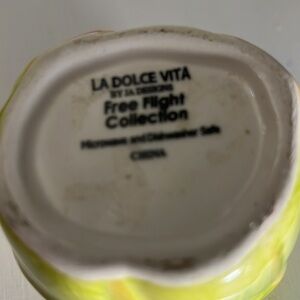 LA DOLCE VITA
BY JA DESIGNS
Free Flight
Collection
Microwave and Dishwasher Safe
CHINA